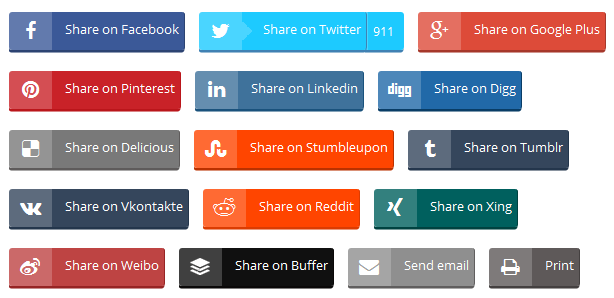 Share on Facebook
Share on Twitter 911
g+ Share on Google Plus
Share on Pinterest
in Share on Linkedin
digg Share on Digg
Share on Delicious
Share on Stumbleupon
t Share on Tumblr
Share on Vkontakte
Share on Reddit
Share on Xing
Share on Weibo
Share on Buffer
Send email
Print